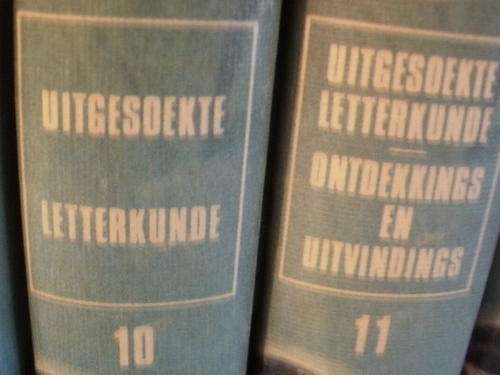 UITGESOEKTE
LETTERKUNDE
10
UITGESOEKTE
LETTERKUNDE
ONTDEKKINGS
EN
UITVINDINGS
11